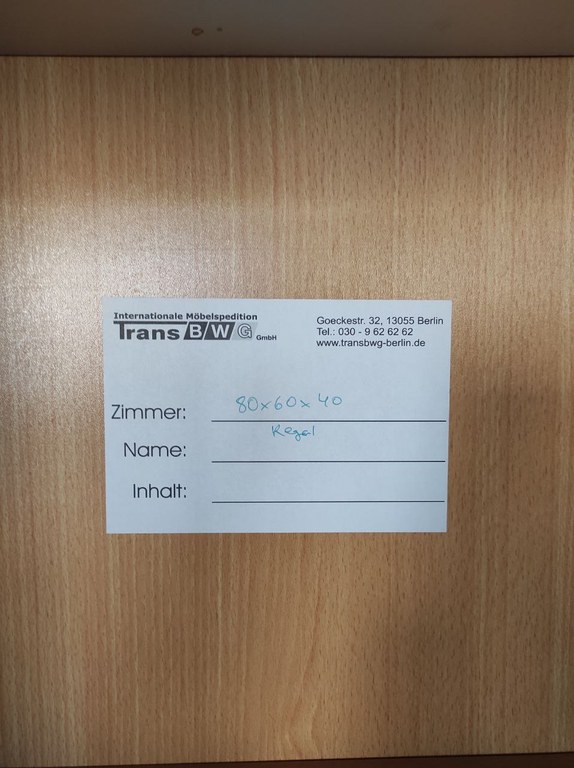 Internationale Möbelspedition
Trans BWG GmbH
Goeckestr. 32, 13055 Berlin
Tel.: 030 - 9 62 62 62
www.transbwg-berlin.de
Zimmer: 80x60x40
Name: Regal
Inhalt: